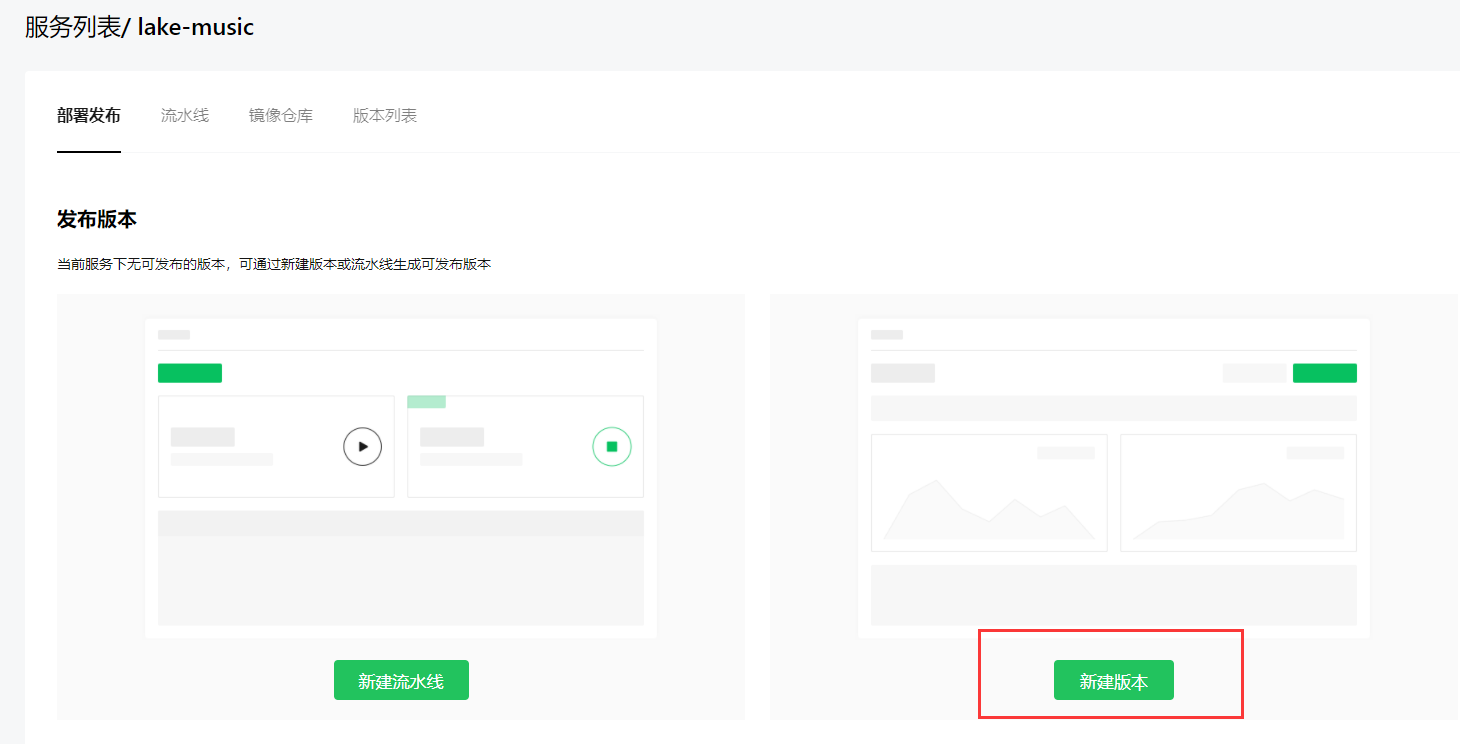 服务列表/ lake-music
部署发布 流水线 镜像仓库 版本列表
发布版本
当前服务下无可发布的版本，可通过新建版本或流水线生成可发布版本
新建流水线 新建版本